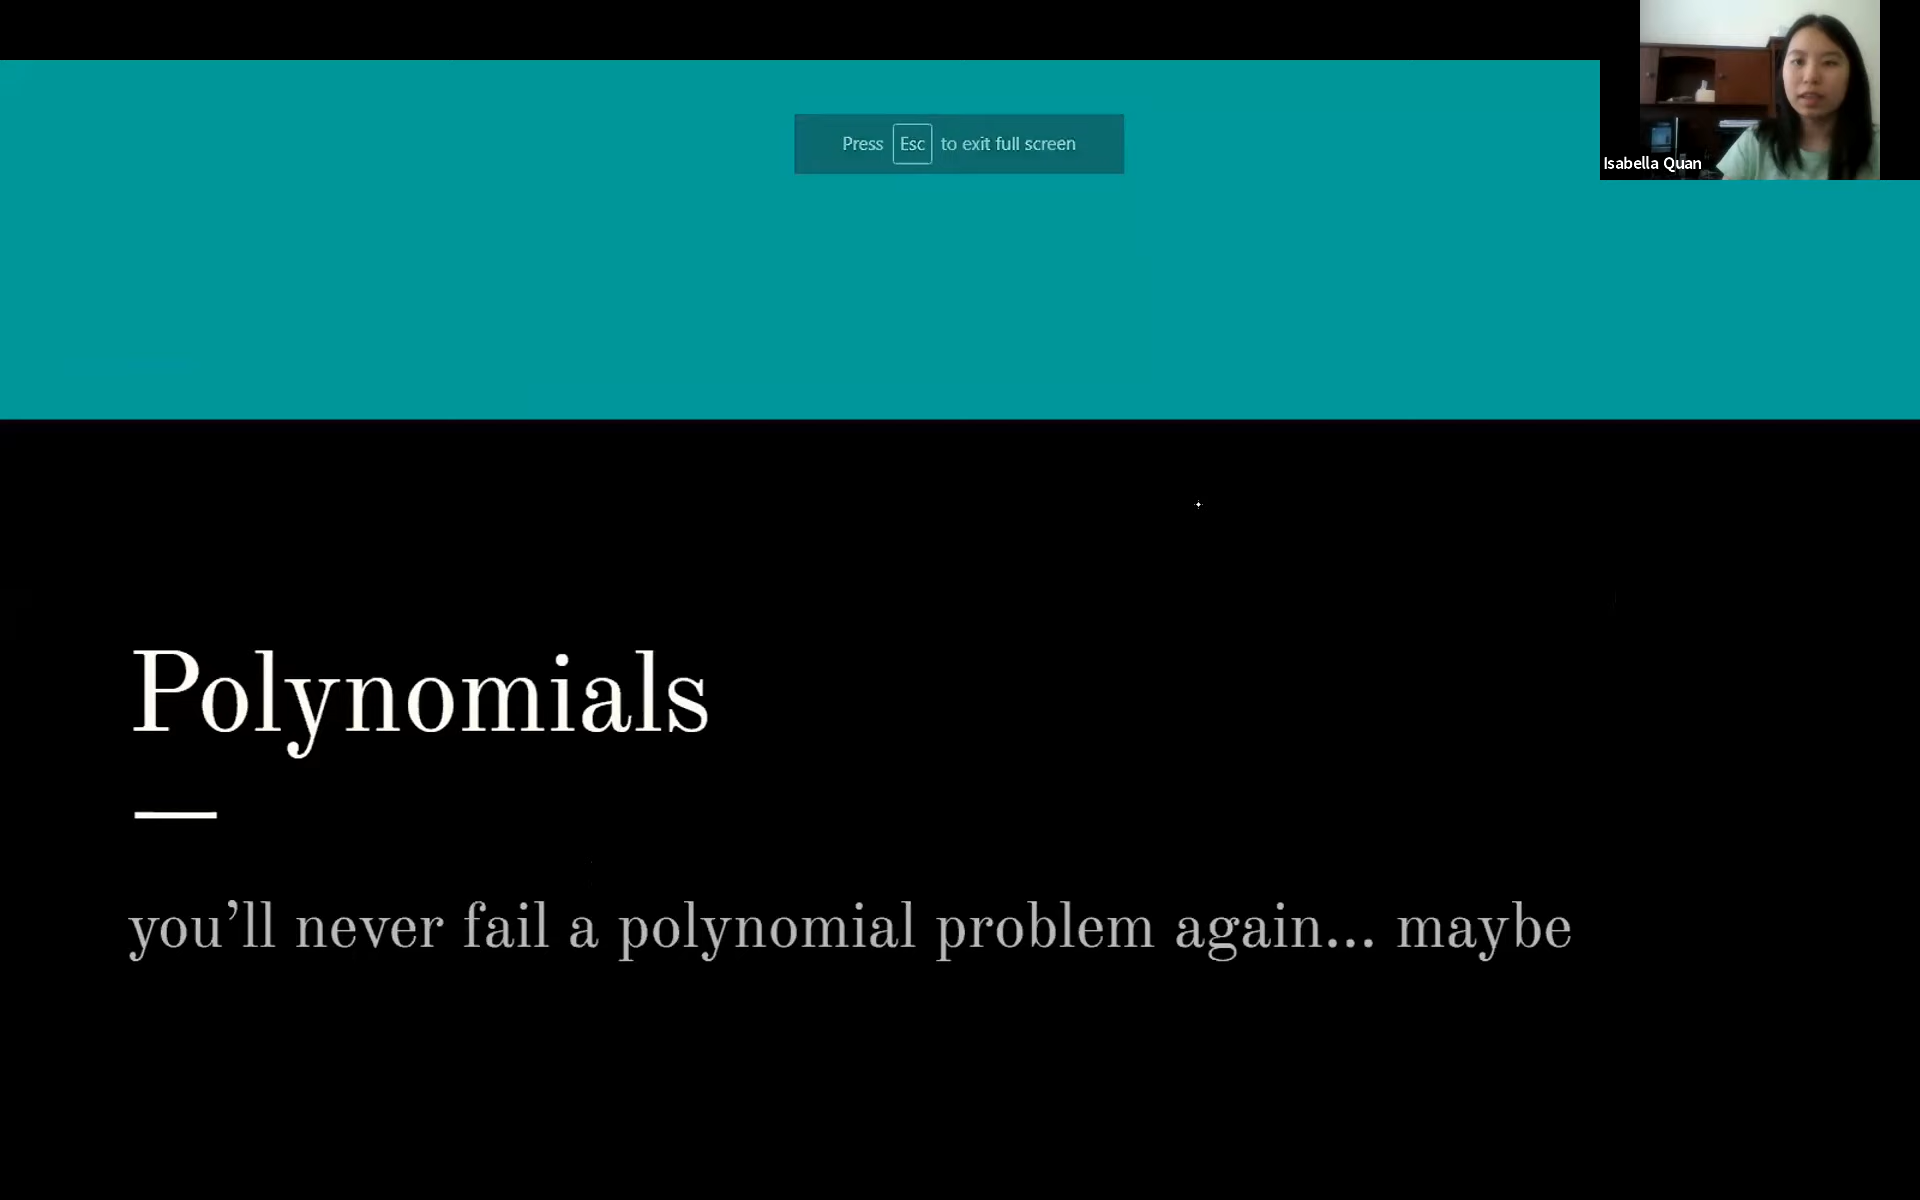 Press Esc to exit full screen
Isabella Quan
Polynomials
you’ll never fail a polynomial problem again... maybe